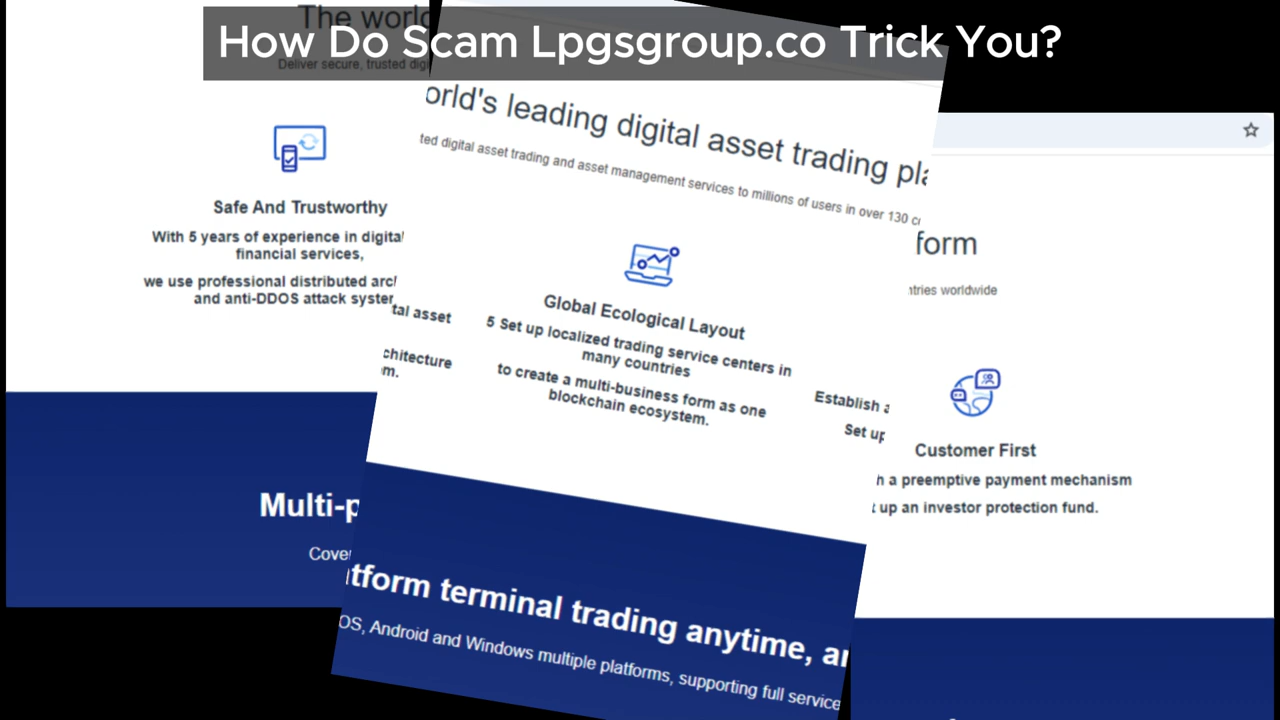 How Do Scam Lpgsgroup.co Trick You?
The world
Deliver secure, trusted digi
Safe And Trustworthy
With 5 years of experience in digital
financial services,
we use professional distributed arc
and anti-DDOS attack system
Multi-p
Cover
orld's leading digital asset trading pla
ted digital asset trading and asset management services to millions of users in over 130 c
tal asset
chitecture
m.
Global Ecological Layout
5 Set up localized trading service centers in
many countries
to create a multi-business form as one
blockchain ecosystem.
Establish a
Set up
tform terminal trading anytime, an
OS, Android and Windows multiple platforms, supporting full service
form
ntries worldwide
Customer First
h a preemptive payment mechanism
t up an investor protection fund.